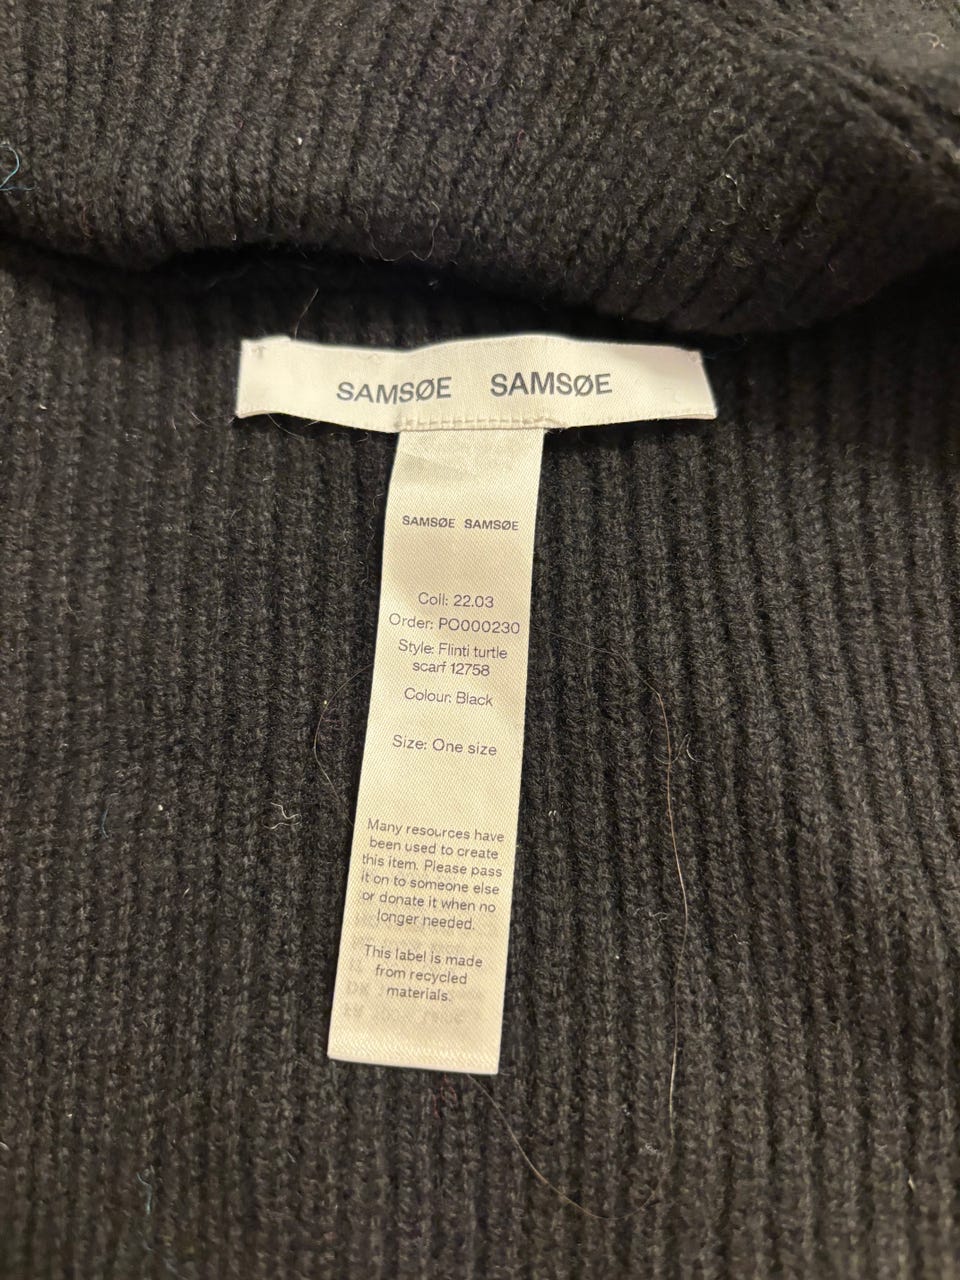 SAMSØE SAMSØE
SAMSØE SAMSØE
Coll: 22.03
Order: PO000230
Style: Flinti turtle
scarf 12758
Colour: Black
Size: One size
Many resources have
been used to create
this item. Please pass
it on to someone else
or donate it when no
longer needed.
This label is made
from recycled
materials.